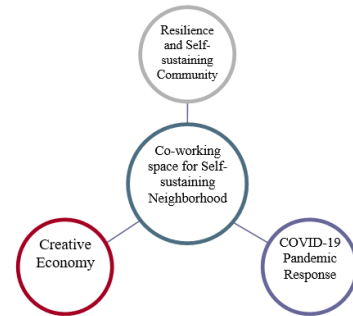 Resilience
and Self-
sustaining
Community
Co-working
space for Self-
sustaining
Neighborhood
Creative
Economy
COVID-19
Pandemic
Response